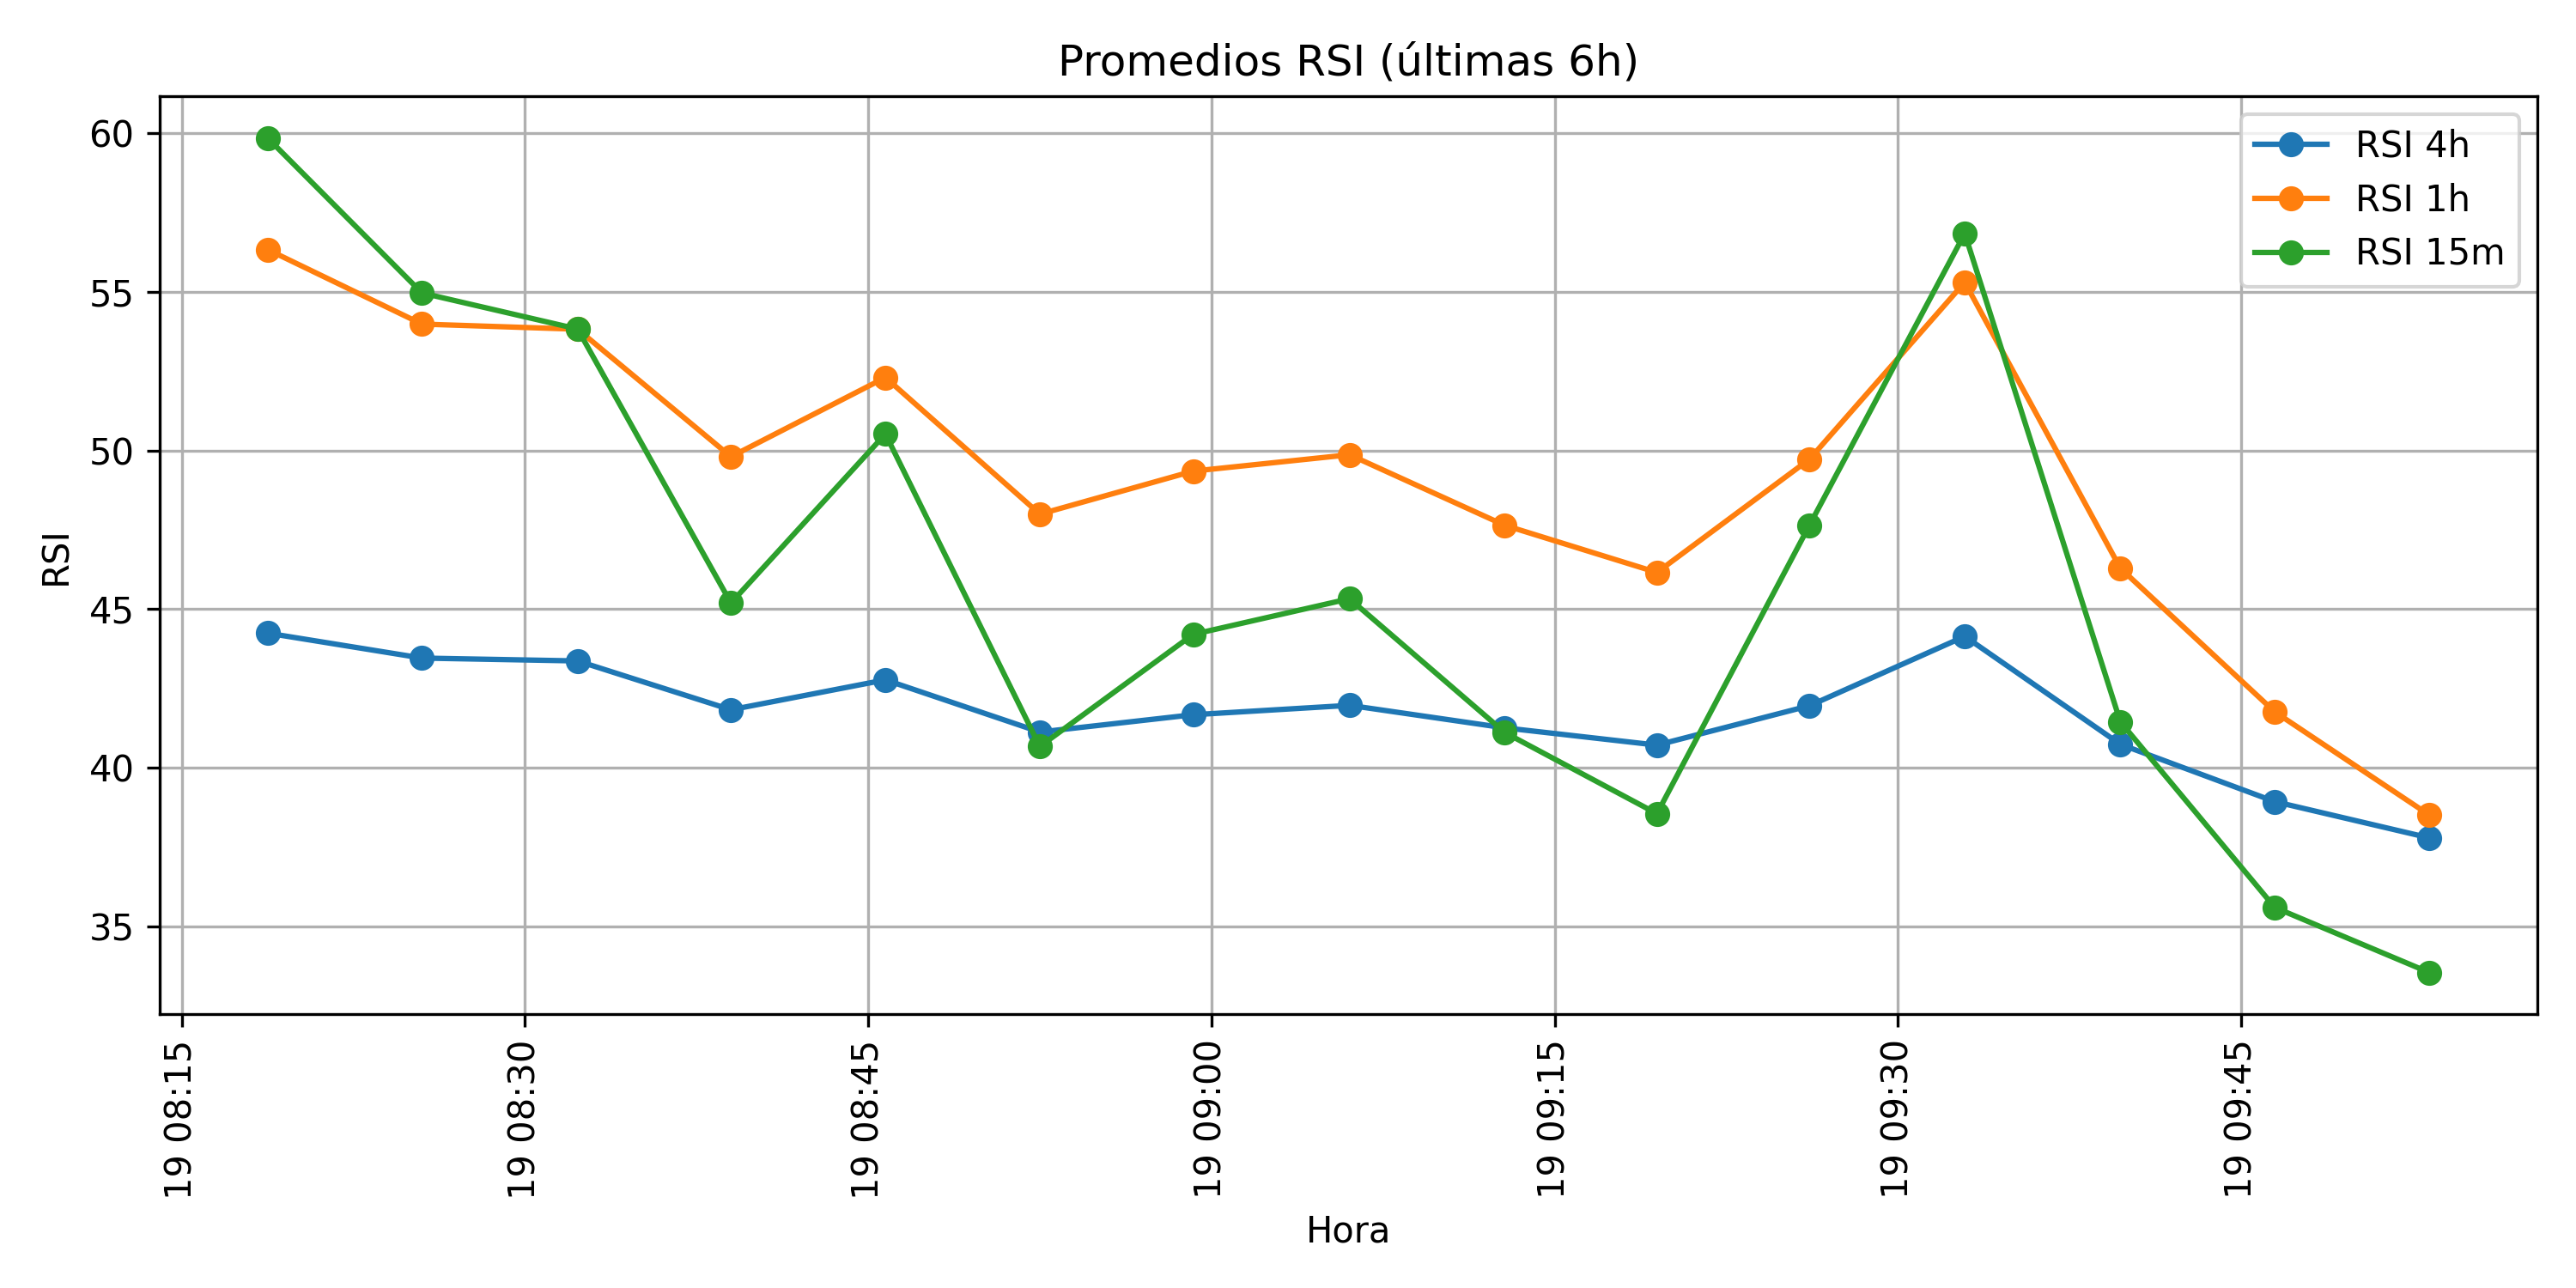 Promedios RSI (últimas 6h)
RSI 4h
RSI 1h
RSI 15m
RSI
60
55
50
45
40
35
19 08:15
19 08:30
19 08:45
19 09:00
19 09:15
19 09:30
19 09:45
Hora